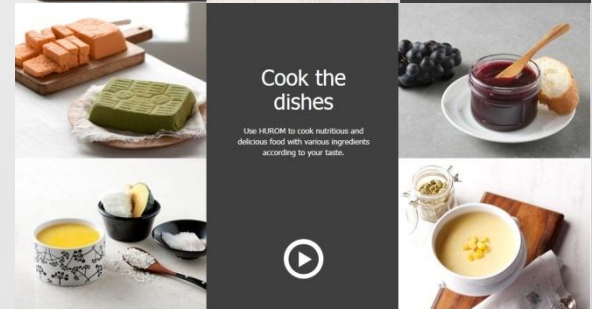 Cook the
dishes
Use HUROM to cook nutritious and
delicious food with various ingredients
according to your taste.